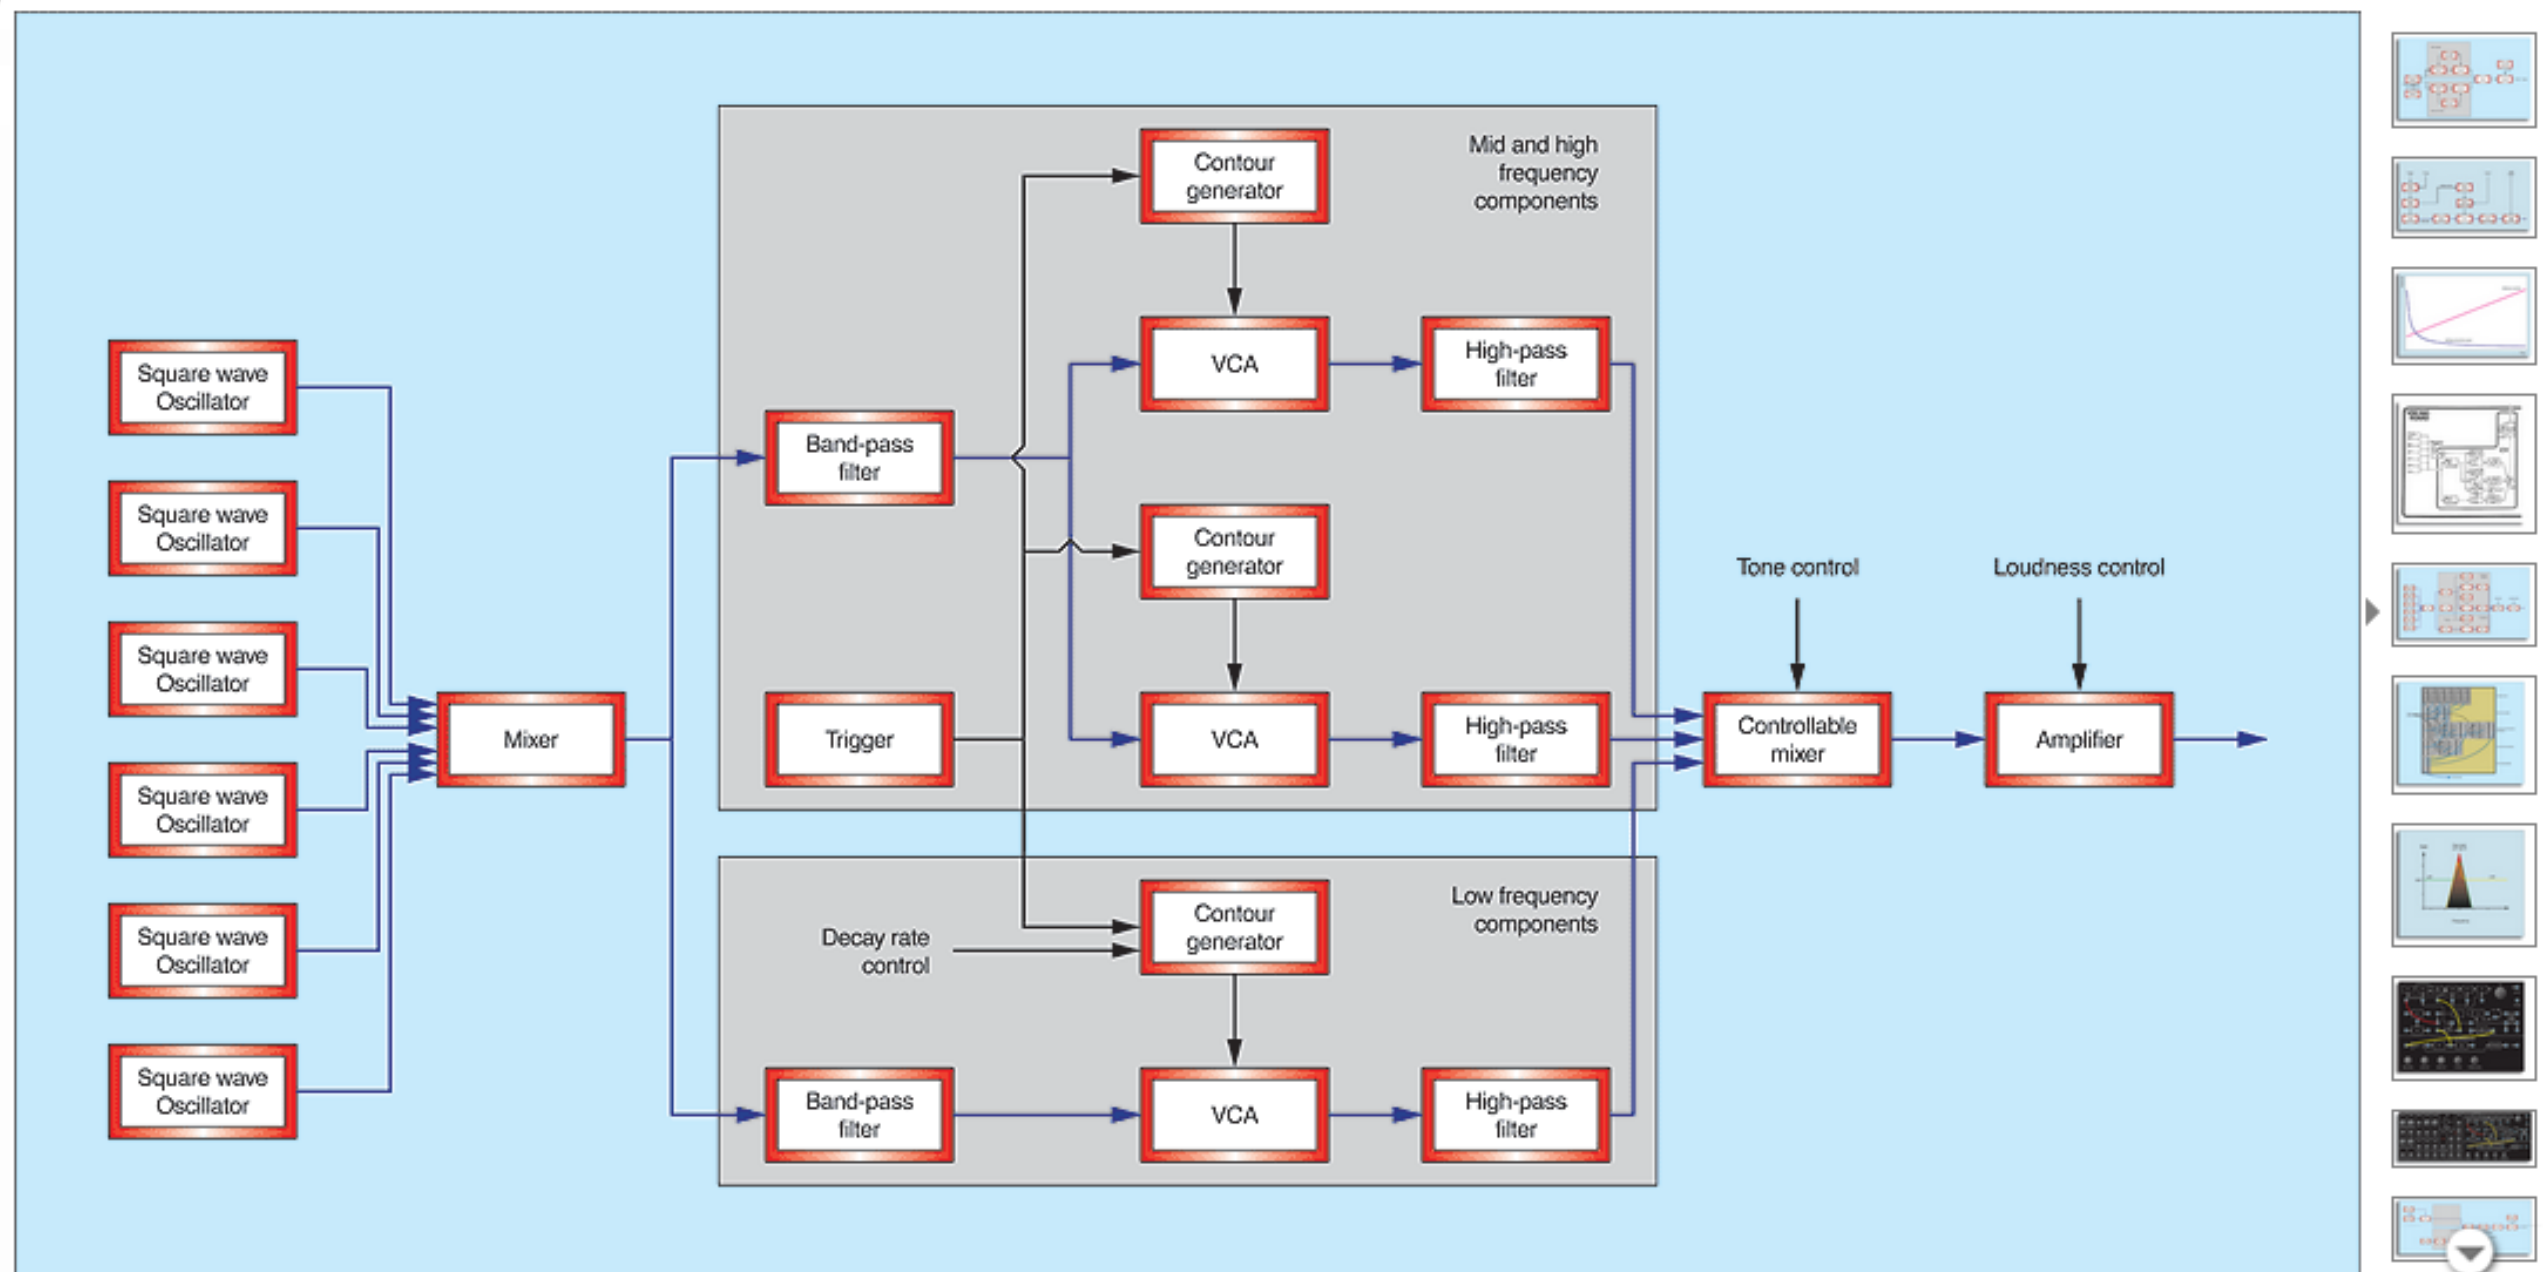 Contour
generator
Mid and high
frequency
components
Square wave
Oscillator
VCA
High-pass
filter
Band-pass
filter
Square wave
Oscillator
Contour
generator
Square wave
Oscillator
Tone control
Loudness control
Mixer
Trigger
VCA
High-pass
filter
Controllable
mixer
Amplifier
Square wave
Oscillator
Square wave
Oscillator
Decay rate
control
Contour
generator
Low frequency
components
Square wave
Oscillator
Band-pass
filter
VCA
High-pass
filter